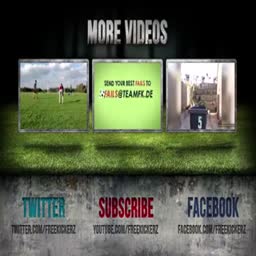 MORE VIDEOS
SEND YOUR BEST FAILS TO
FAILS@TEAMFK.DE
5
TWITTER
SUBSCRIBE
FACEBOOK
TWITTER.COM/FREEKICKERZ
YOUTUBE.COM/FREEKICKERZ
FACEBOOK.COM/FREEKICKERZ